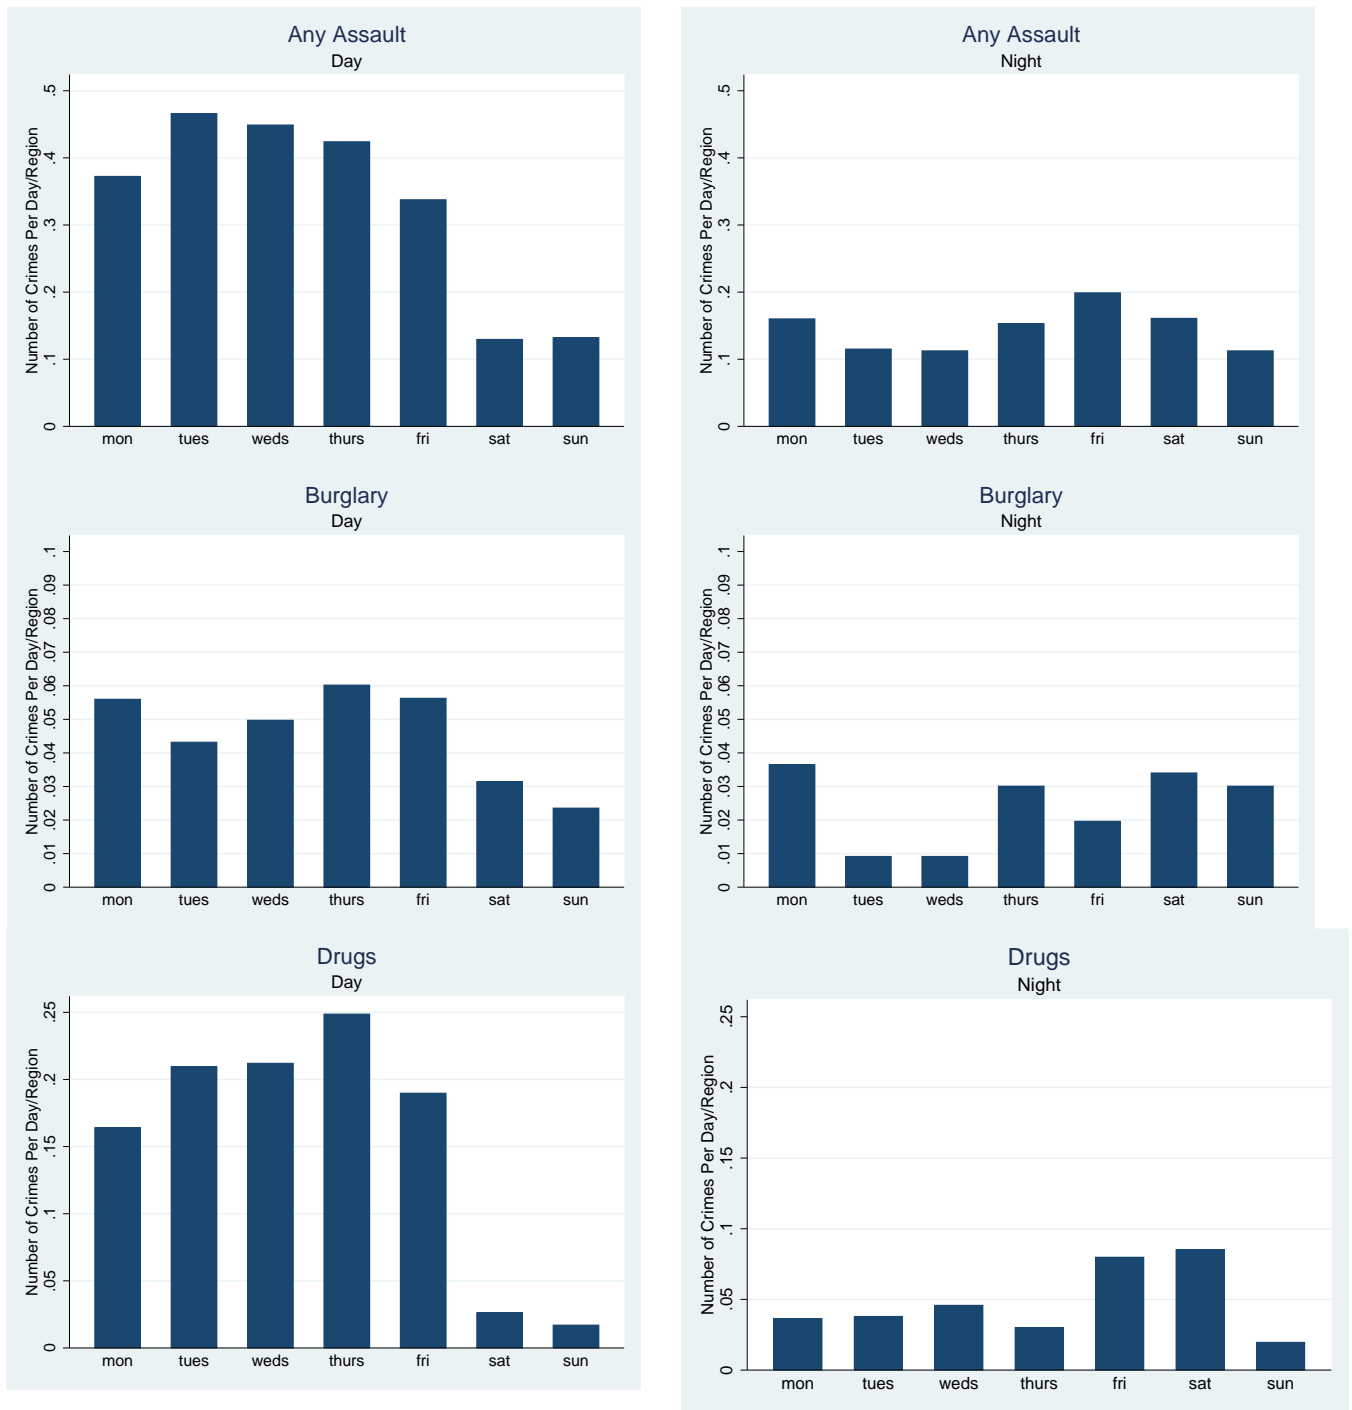 Any Assault
Day
Number of Crimes Per Day/Region
.5
.4
.3
.2
.1
0
mon tues weds thurs fri sat sun
Any Assault
Night
Number of Crimes Per Day/Region
.5
.4
.3
.2
.1
0
mon tues weds thurs fri sat sun
Burglary
Day
Number of Crimes Per Day/Region
.1
.09
.08
.07
.06
.05
.04
.03
.02
.01
0
mon tues weds thurs fri sat sun
Burglary
Night
Number of Crimes Per Day/Region
.1
.09
.08
.07
.06
.05
.04
.03
.02
.01
0
mon tues weds thurs fri sat sun
Drugs
Day
Number of Crimes Per Day/Region
.25
.2
.15
.1
.05
0
mon tues weds thurs fri sat sun
Drugs
Night
Number of Crimes Per Day/Region
.25
.2
.15
.1
.05
0
mon tues weds thurs fri sat sun